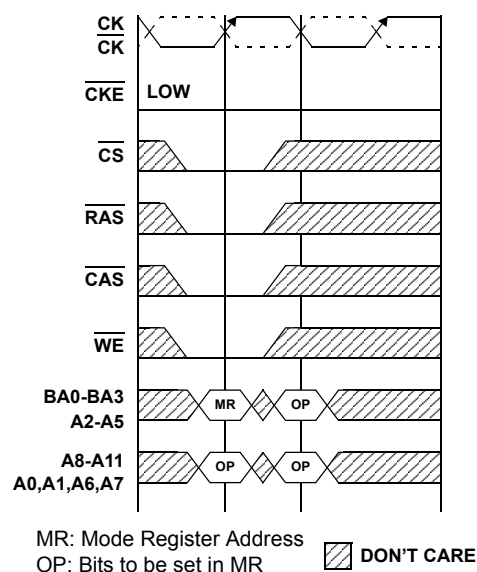 CK
CK
CKE LOW
CS
RAS
CAS
WE
BA0-BA3
A2-A5
MR OP
A8-A11
A0,A1,A6,A7
OP OP
MR: Mode Register Address
OP: Bits to be set in MR
DON'T CARE